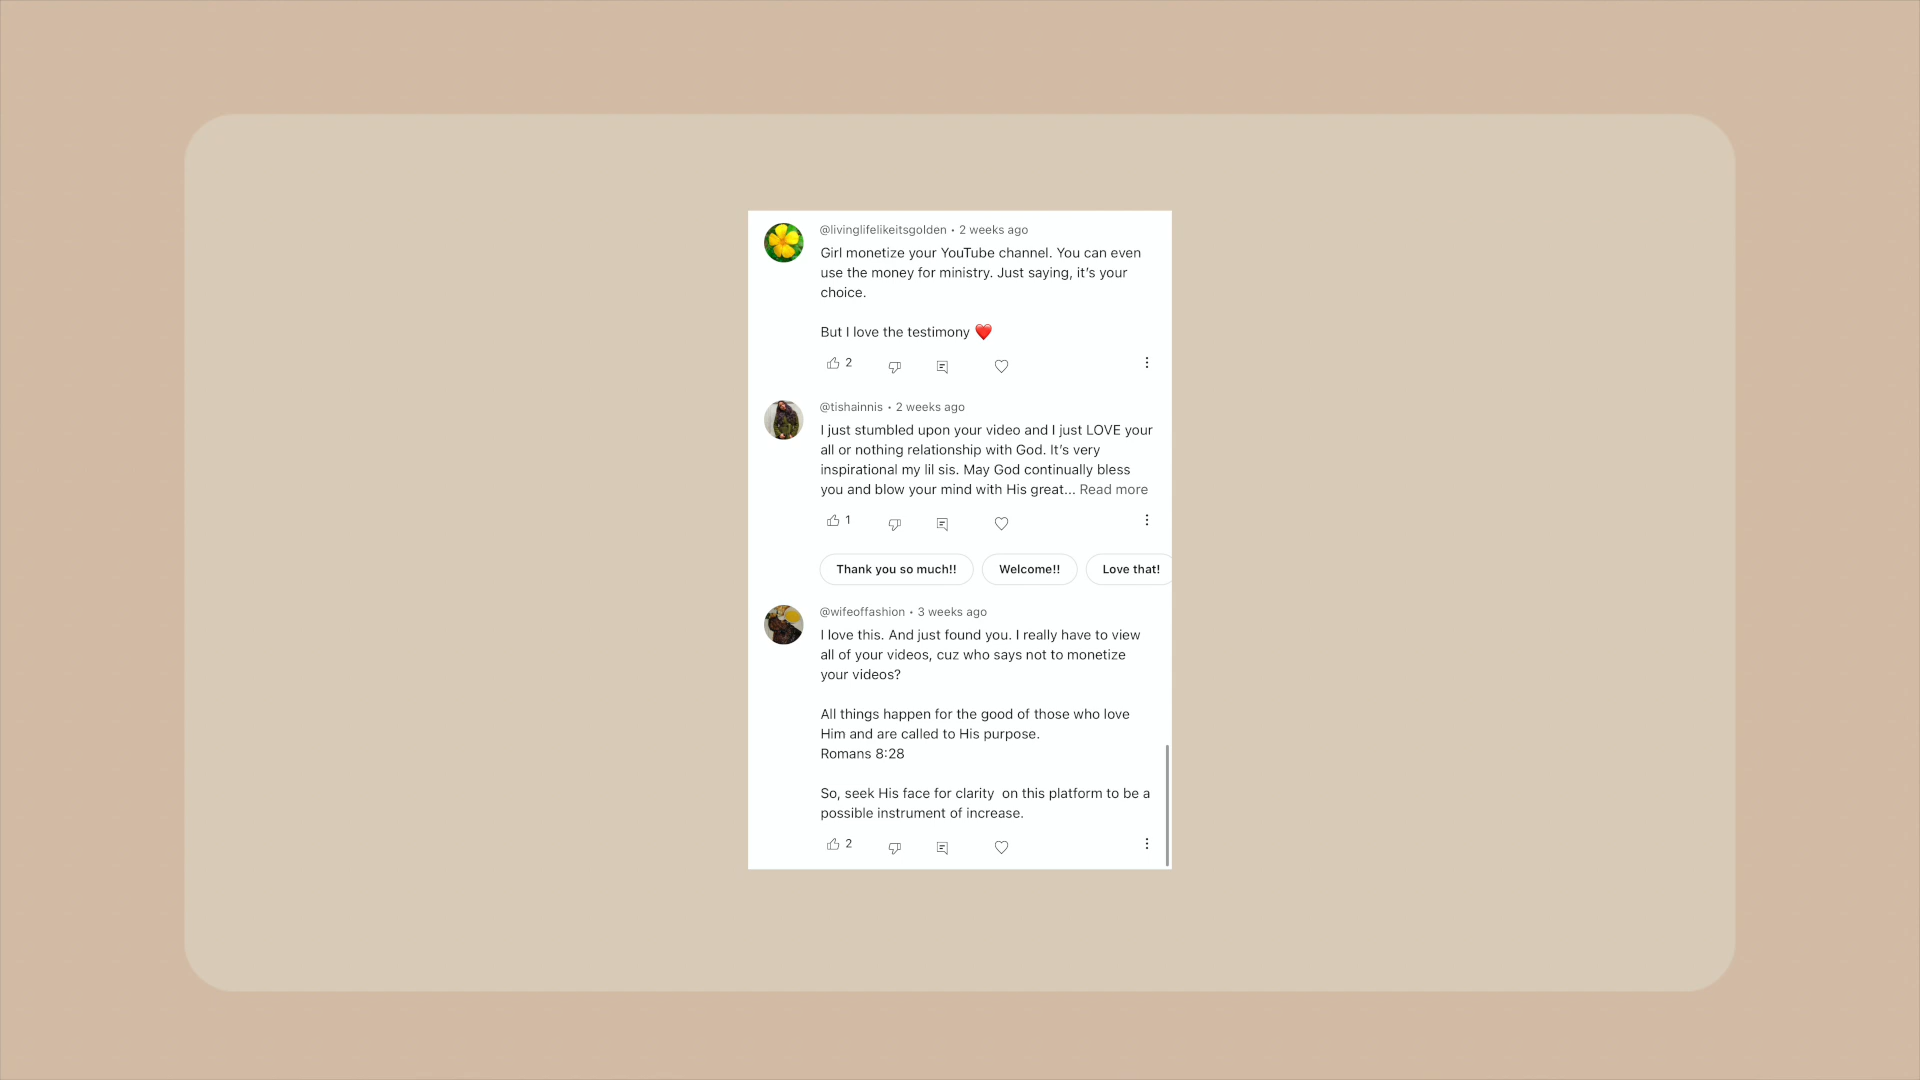 @livinglifelikeitsgolden • 2 weeks ago
Girl monetize your YouTube channel. You can even
use the money for ministry. Just saying, it's your
choice.
But I love the testimony ❤️
2
@tishainnis • 2 weeks ago
I just stumbled upon your video and I just LOVE your
all or nothing relationship with God. It's very
inspirational my lil sis. May God continually bless
you and blow your mind with His great... Read more
1
Thank you so much!! Welcome!! Love that!
@wifeoffashion • 3 weeks ago
I love this. And just found you. I really have to view
all of your videos, cuz who says not to monetize
your videos?
All things happen for the good of those who love
Him and are called to His purpose.
Romans 8:28
So, seek His face for clarity  on this platform to be a
possible instrument of increase.
2